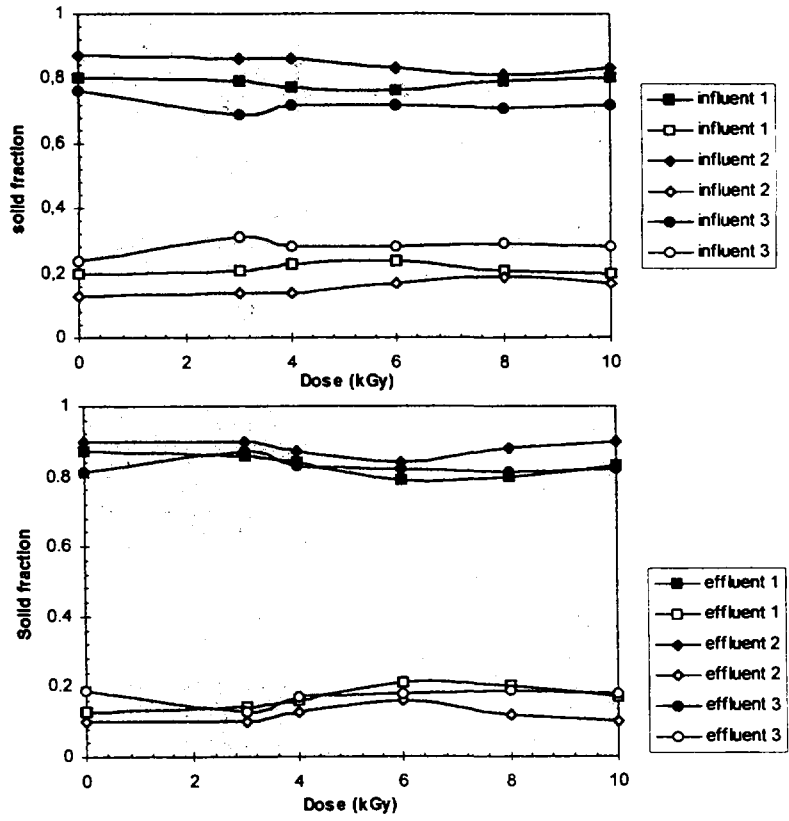 1
0.8
0.6
0.4
0,2
0
solid fraction
0 2 4 6 8 10
Dose (kGy)
influent 1
influent 1
influent 2
influent 2
influent 3
influent 3
1
0.8
0.6
0.4
0.2
0
Solid fraction
0 2 4 6 8 10
Dose (kGy)
effluent 1
effluent 1
effluent 2
effluent 2
effluent 3
effluent 3